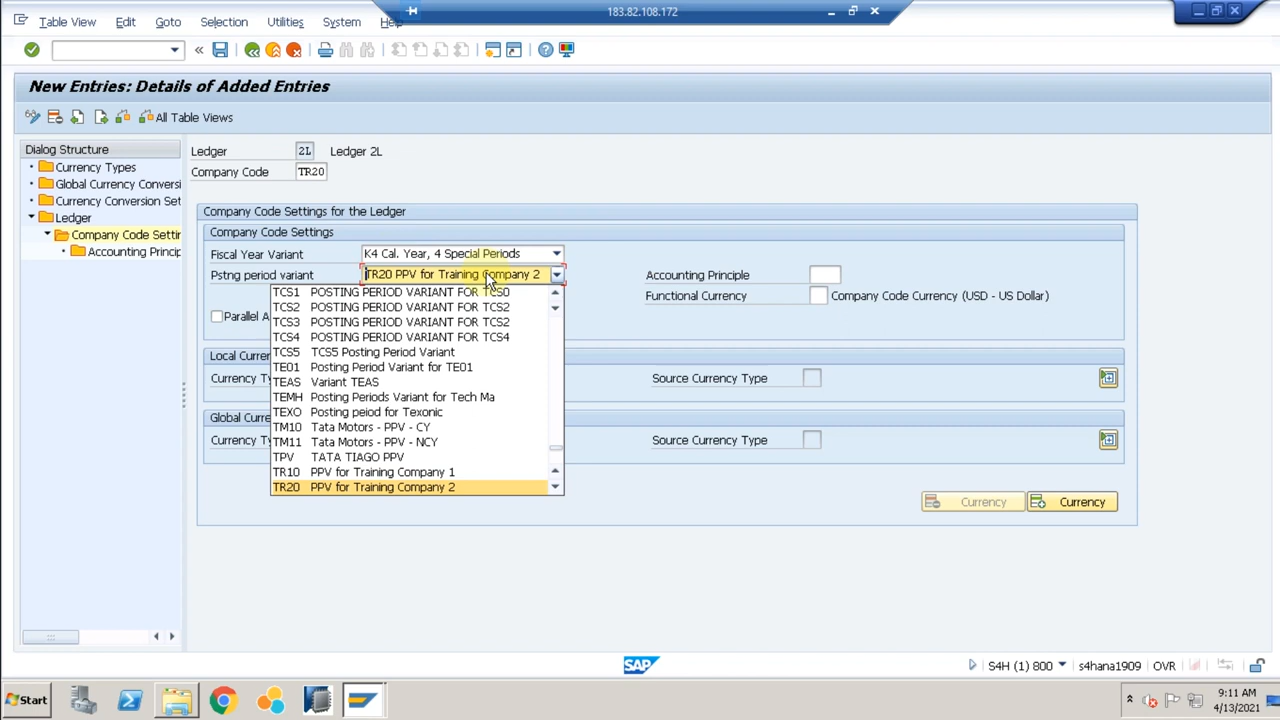 183.82.108.172
Table View Edit Goto Selection Utilities System Help
New Entries: Details of Added Entries
All Table Views
Dialog Structure
Currency Types
Global Currency Conversi
Currency Conversion Set
Ledger
Company Code Settir
Accounting Princip
Ledger 2L Ledger 2L
Company Code TR20
Company Code Settings for the Ledger
Company Code Settings
Fiscal Year Variant K4 Cal. Year, 4 Special Periods
Pstng period variant TR20 PPV for Training Company 2 Accounting Principle
Functional Currency Company Code Currency (USD - US Dollar)
Parallel A
Local Curre
Currency Ty Source Currency Type
Global Curre
Currency Ty Source Currency Type
TCS1 POSTING PERIOD VARIANT FOR TCS0
TCS2 POSTING PERIOD VARIANT FOR TCS2
TCS3 POSTING PERIOD VARIANT FOR TCS2
TCS4 POSTING PERIOD VARIANT FOR TCS4
TCS5 TCS5 Posting Period Variant
TE01 Posting Period Variant for TE01
TEAS Variant TEAS
TEMH Posting Periods Variant for Tech Ma
TEXO Posting peiod for Texonic
TM10 Tata Motors - PPV - CY
TM11 Tata Motors - PPV - NCY
TPV TATA TIAGO PPV
TR10 PPV for Training Company 1
TR20 PPV for Training Company 2
Currency Currency
SAP S4H (1) 800 s4hana1909 OVR
Start 9:11 AM
4/13/2021